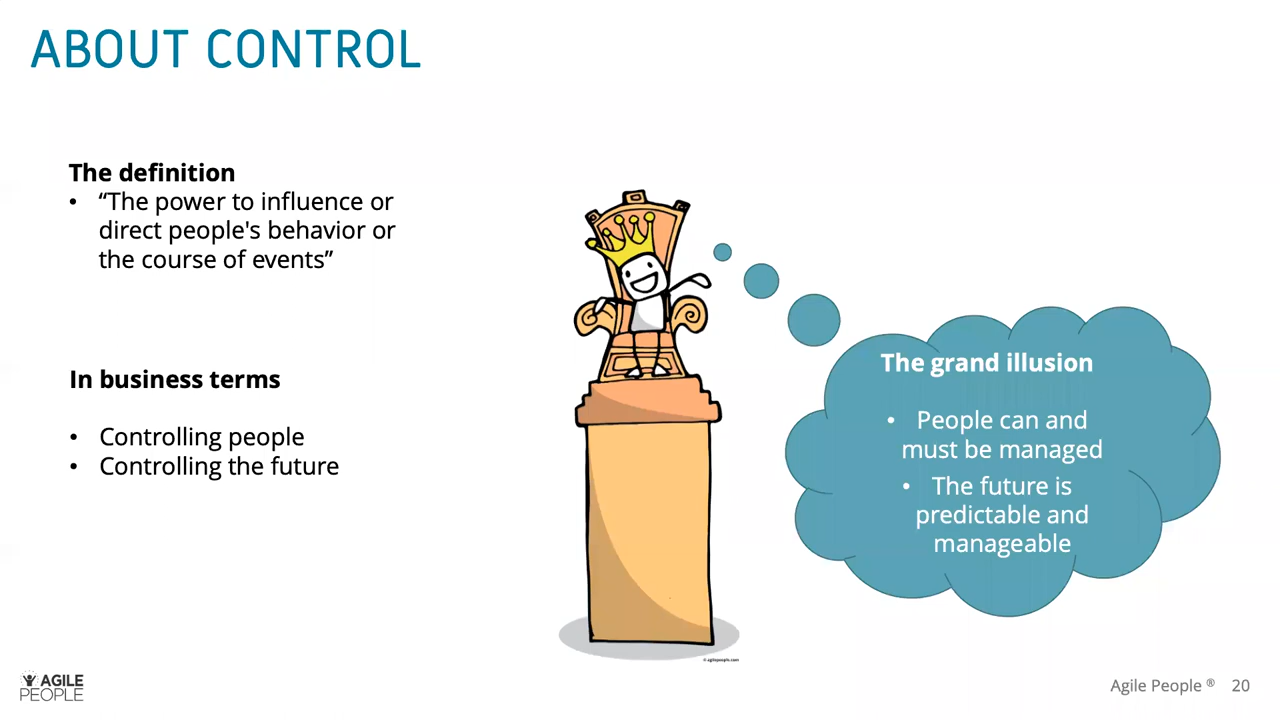 ABOUT CONTROL
The definition
• “The power to influence or
direct people's behavior or
the course of events”
In business terms
• Controlling people
• Controlling the future
The grand illusion
• People can and
must be managed
• The future is
predictable and
manageable
© agilepeople.com
AGILE
PEOPLE
Agile People ® 20